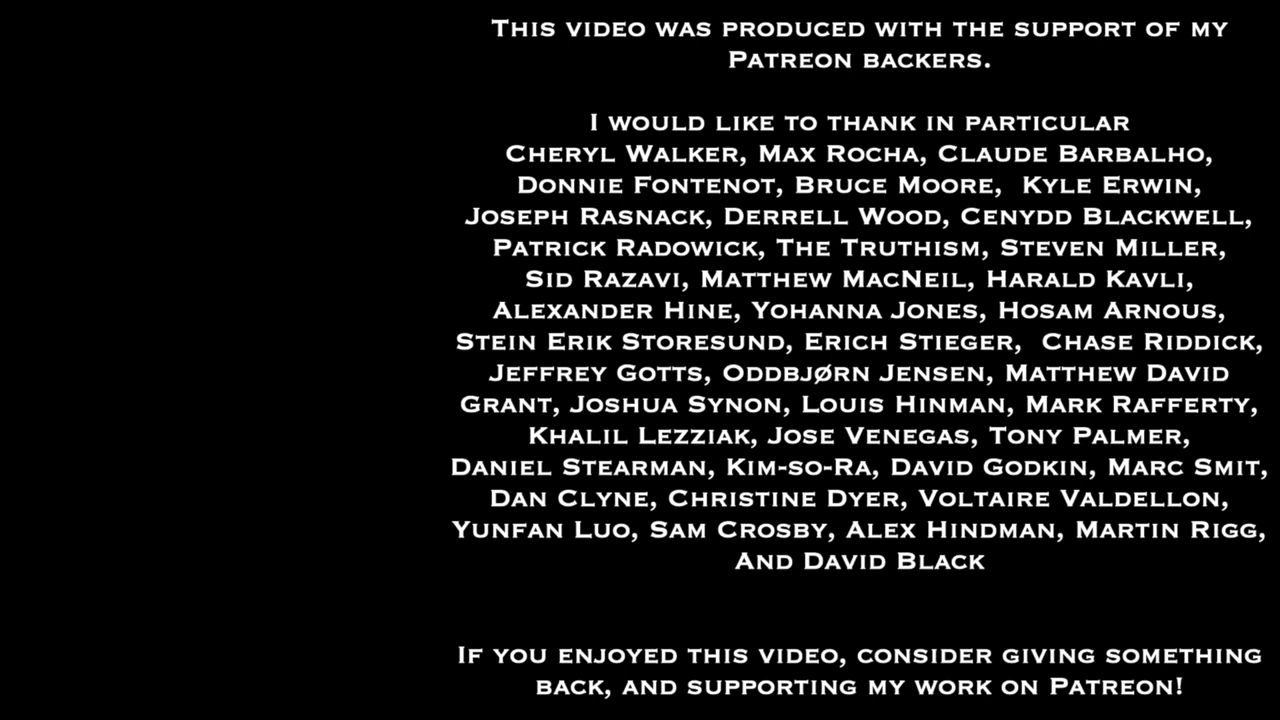 This video was produced with the support of my
Patreon backers.
I would like to thank in particular
Cheryl Walker, Max Rocha, Claude Barbalho,
Donnie Fontenot, Bruce Moore, Kyle Erwin,
Joseph Rasnack, Derrell Wood, Cenydd Blackwell,
Patrick Radowick, The Truthism, Steven Miller,
Sid Razavi, Matthew MacNeil, Harald Kavli,
Alexander Hine, Yohanna Jones, Hosam Arnous,
Stein Erik Storesund, Erich Stieger, Chase Riddick,
Jeffrey Gotts, Oddbjørn Jensen, Matthew David
Grant, Joshua Synon, Louis Hinman, Mark Rafferty,
Khalil Lezziak, Jose Venegas, Tony Palmer,
Daniel Stearman, Kim-so-Ra, David Godkin, Marc Smit,
Dan Clyne, Christine Dyer, Voltaire Valdellon,
Yunfan Luo, Sam Crosby, Alex Hindman, Martin Rigg,
And David Black
If you enjoyed this video, consider giving something
back, and supporting my work on Patreon!